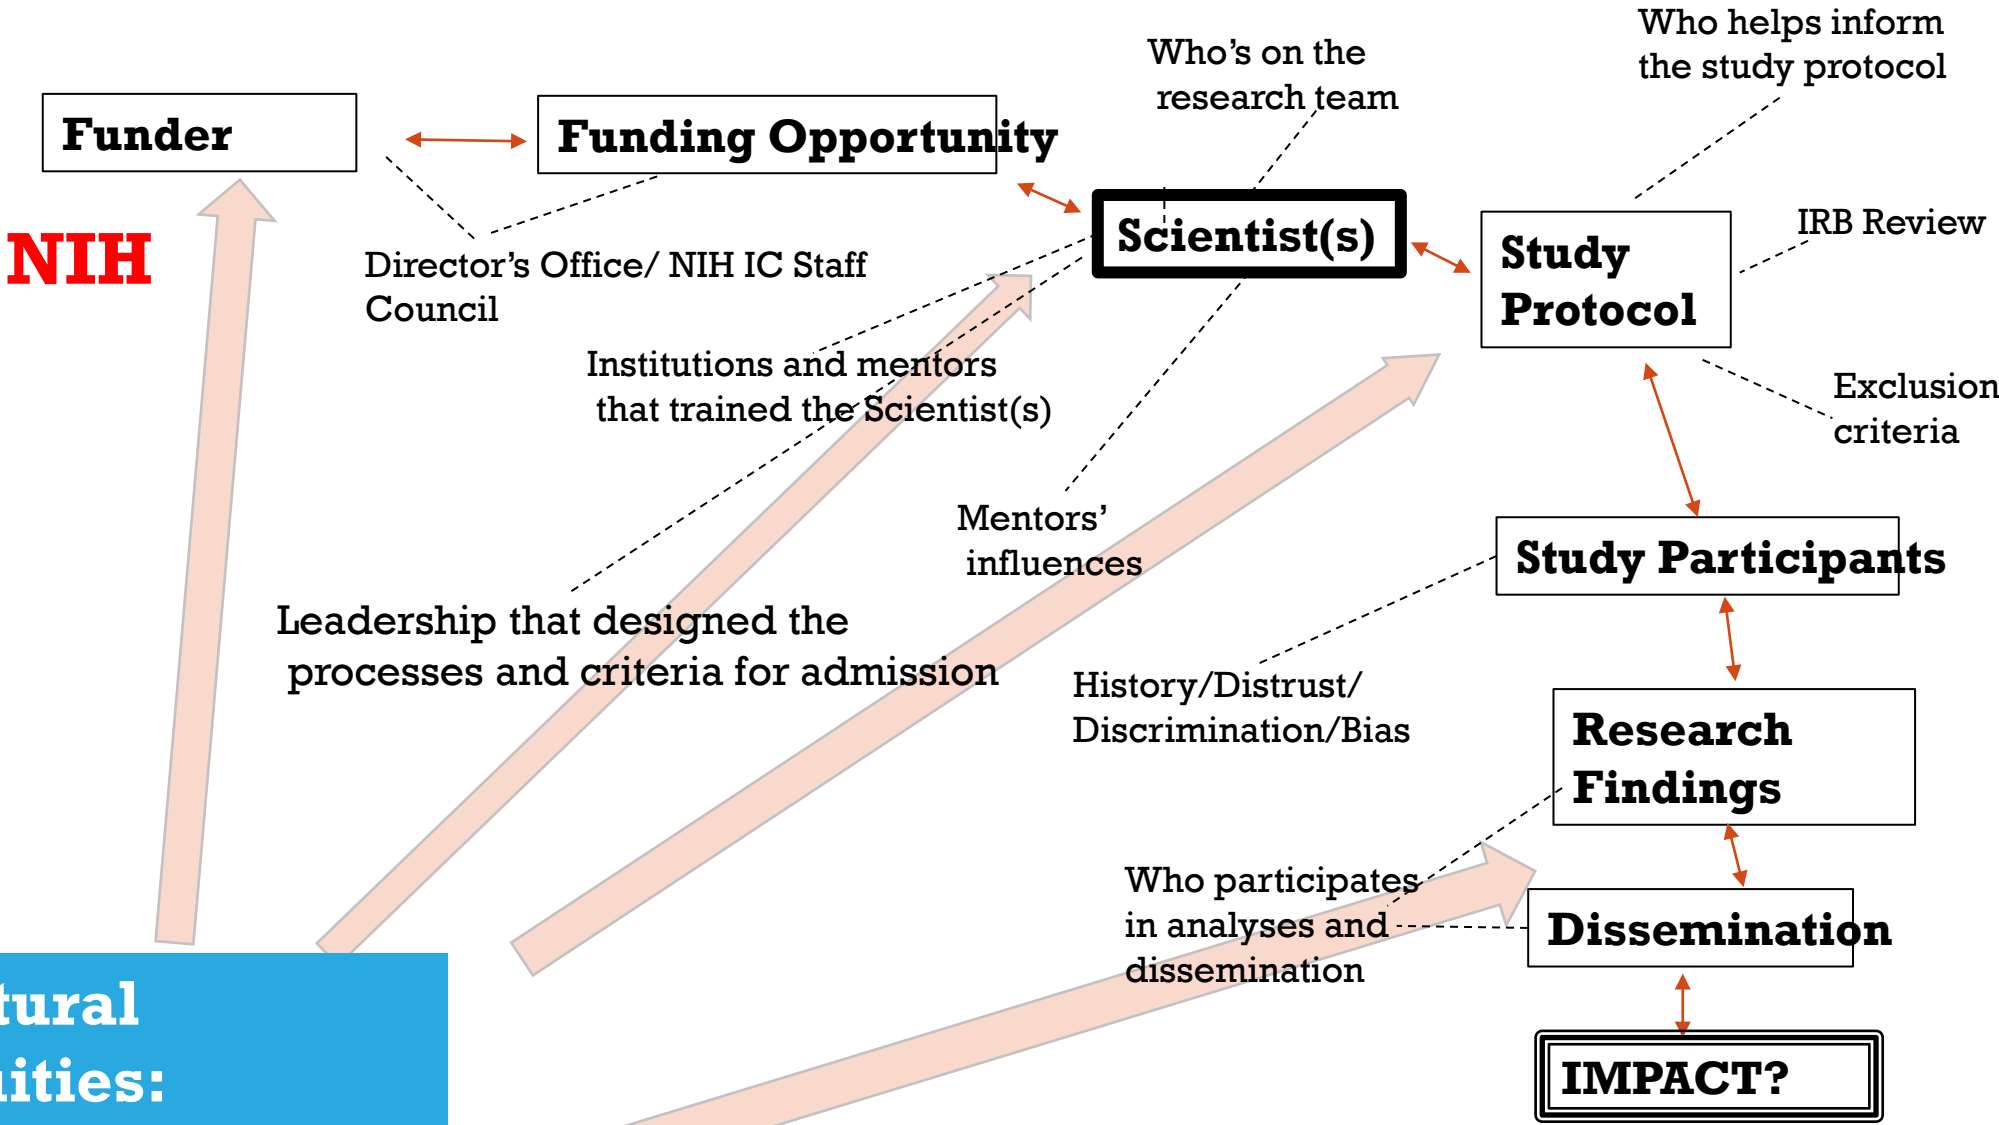 Who helps inform
the study protocol
Who's on the
research team
Funder
Funding Opportunity
Scientist(s)
IRB Review
Study
Protocol
NIH
Director's Office/ NIH IC Staff
Council
Institutions and mentors
that trained the Scientist(s)
Exclusion
criteria
Mentors'
influences
Study Participants
Leadership that designed the
processes and criteria for admission
History/Distrust/
Discrimination/Bias
Research
Findings
Who participates
in analyses and
dissemination
Dissemination
tural
uities:
IMPACT?